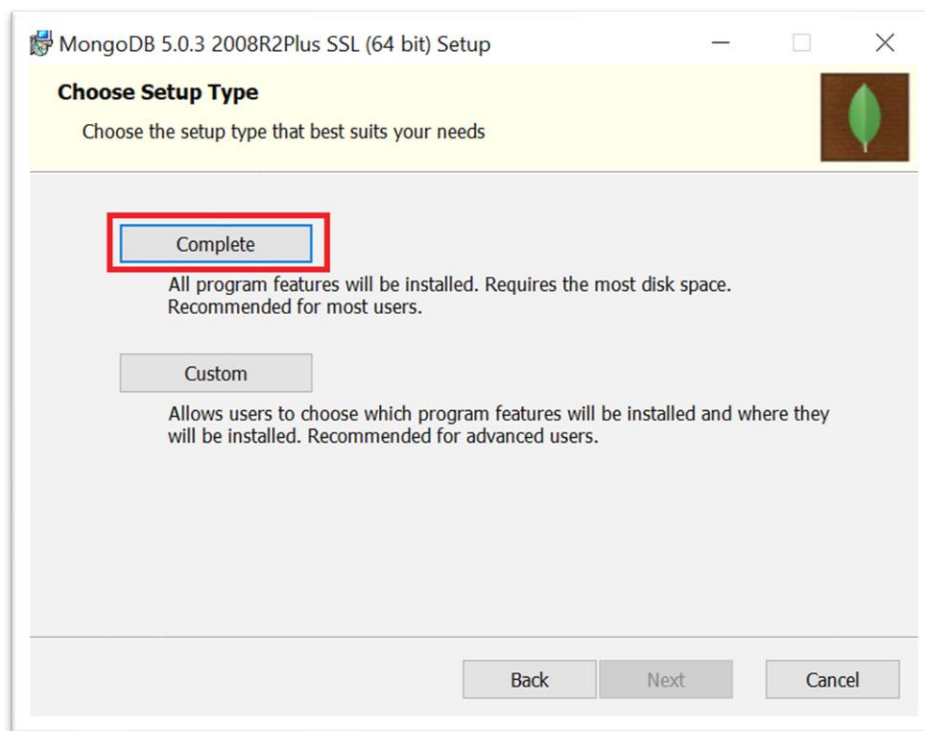 MongoDB 5.0.3 2008R2Plus SSL (64 bit) Setup
Choose Setup Type
Choose the setup type that best suits your needs
Complete
All program features will be installed. Requires the most disk space.
Recommended for most users.
Custom
Allows users to choose which program features will be installed and where they
will be installed. Recommended for advanced users.
Back
Next
Cancel